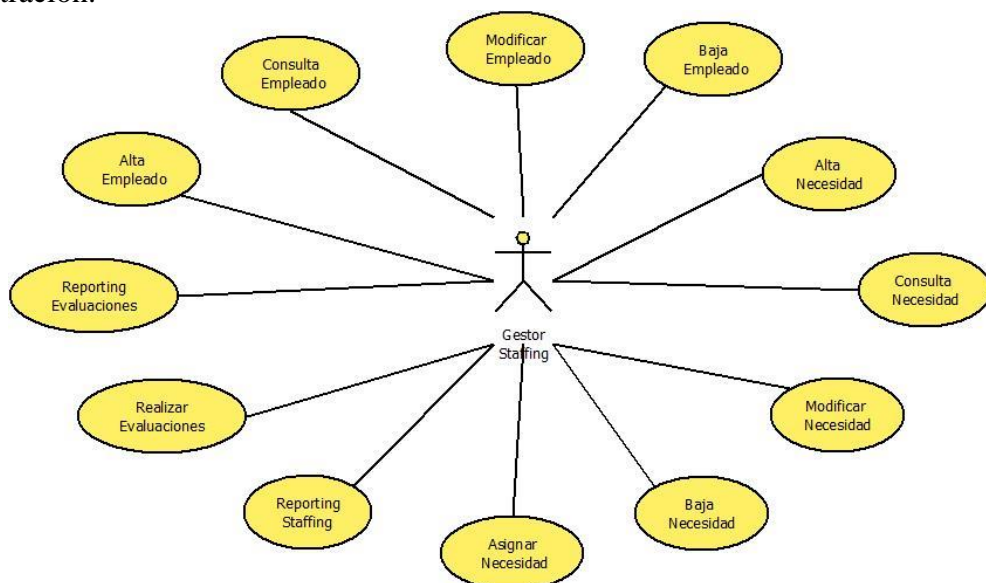 tración.
Modificar
Empleado
Baja
Empleado
Consulta
Empleado
Alta
Empleado
Alta
Necesidad
Reporting
Evaluaciones
Consulta
Necesidad
Gestor
Staffing
Realizar
Evaluaciones
Modificar
Necesidad
Reporting
Staffing
Baja
Necesidad
Asignar
Necesidad